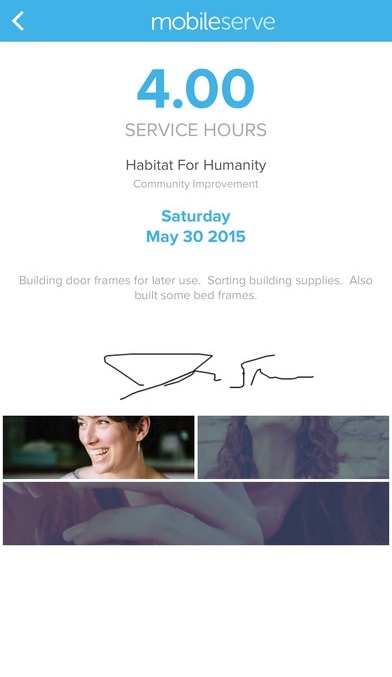 mobileserve
4.00
SERVICE HOURS
Habitat For Humanity
Community Improvement
Saturday
May 30 2015
Building door frames for later use.  Sorting building supplies.  Also
built some bed frames.